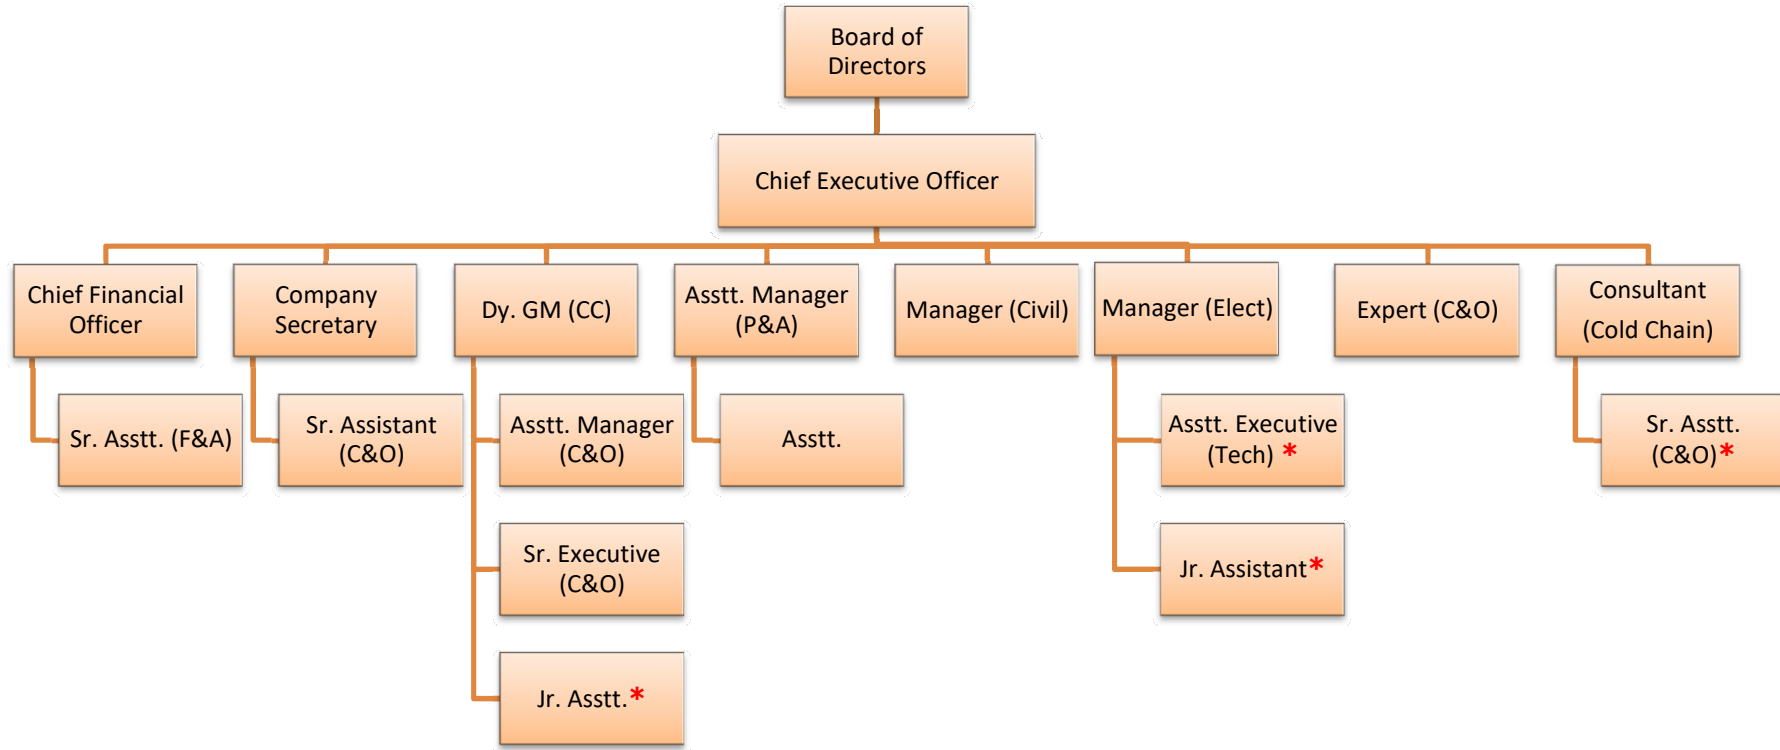 Board of
Directors
Chief Executive Officer
Chief Financial
Officer
Company
Secretary
Dy. GM (CC)
Asstt. Manager
(P&A)
Manager (Civil)
Manager (Elect)
Expert (C&O)
Consultant
(Cold Chain)
Sr. Asstt. (F&A)
Sr. Assistant
(C&O)
Asstt. Manager
(C&O)
Asstt.
Asstt. Executive
(Tech) *
Sr. Asstt.
(C&O)*
Sr. Executive
(C&O)
Jr. Assistant*
Jr. Asstt.*